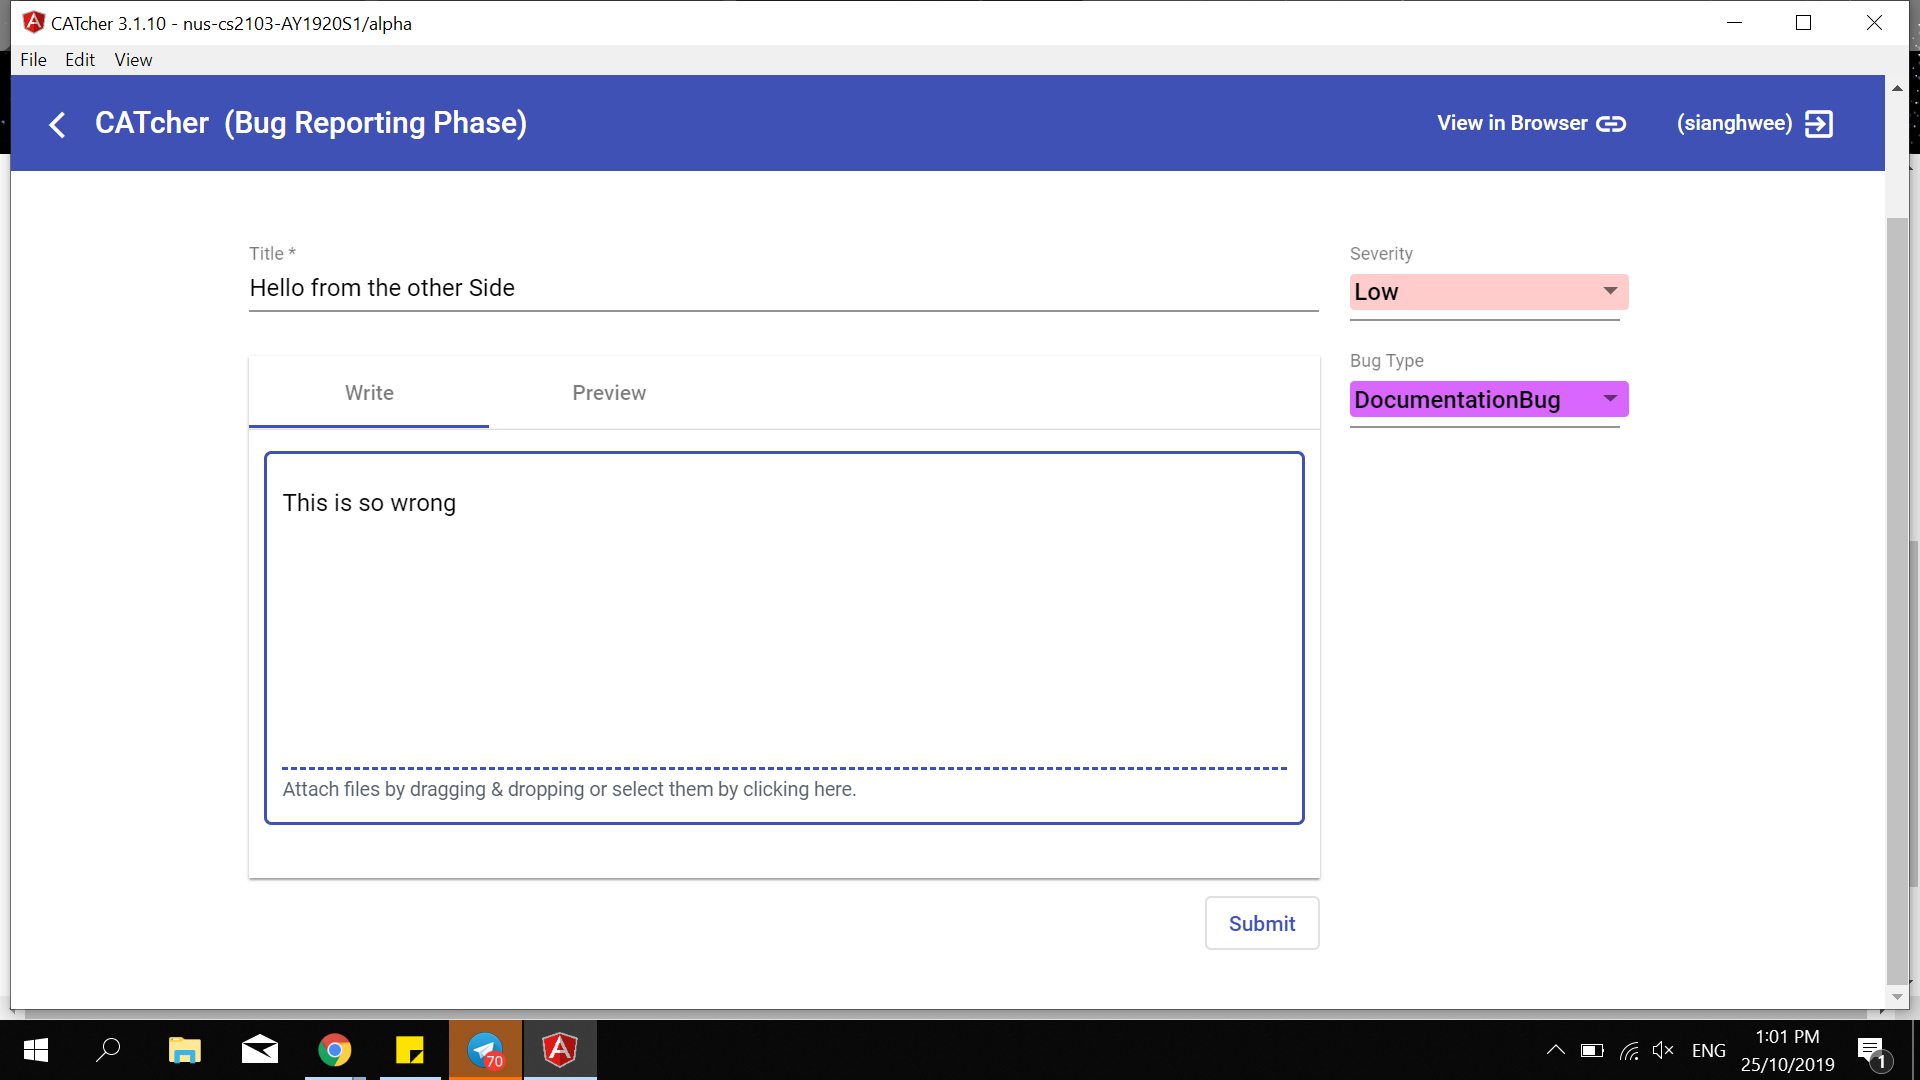 CATcher 3.1.10 - nus-cs2103-AY1920S1/alpha
File Edit View
CATcher (Bug Reporting Phase)
View in Browser
(sianghwee)
Title *
Hello from the other Side
Severity
Low
Bug Type
DocumentationBug
Write Preview
This is so wrong
Attach files by dragging & dropping or select them by clicking here.
Submit
70
ENG
1:01 PM
25/10/2019
1